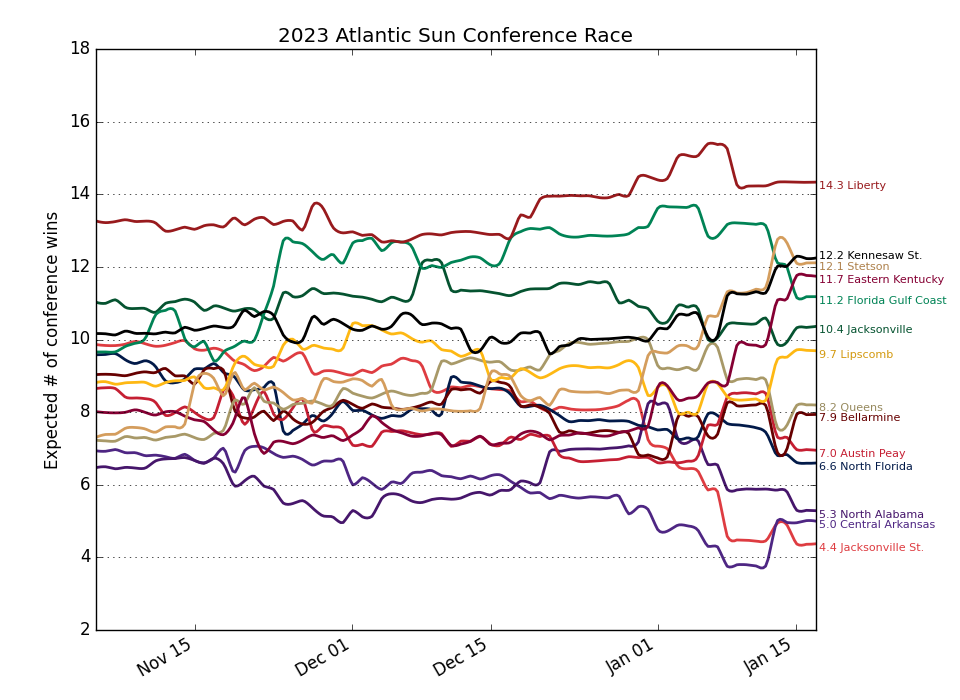 2023 Atlantic Sun Conference Race
Expected # of conference wins
18
16
14
12
10
8
6
4
2
Nov 15
Dec 01
Dec 15
Jan 01
Jan 15
14.3 Liberty
12.2 Kennesaw St.
12.1 Stetson
11.7 Eastern Kentucky
11.2 Florida Gulf Coast
10.4 Jacksonville
9.7 Lipscomb
8.2 Queens
7.9 Bellarmine
7.0 Austin Peay
6.6 North Florida
5.3 North Alabama
5.0 Central Arkansas
4.4 Jacksonville St.